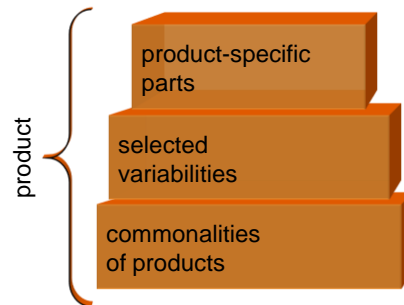 product
product-specific
parts
selected
variabilities
commonalities
of products